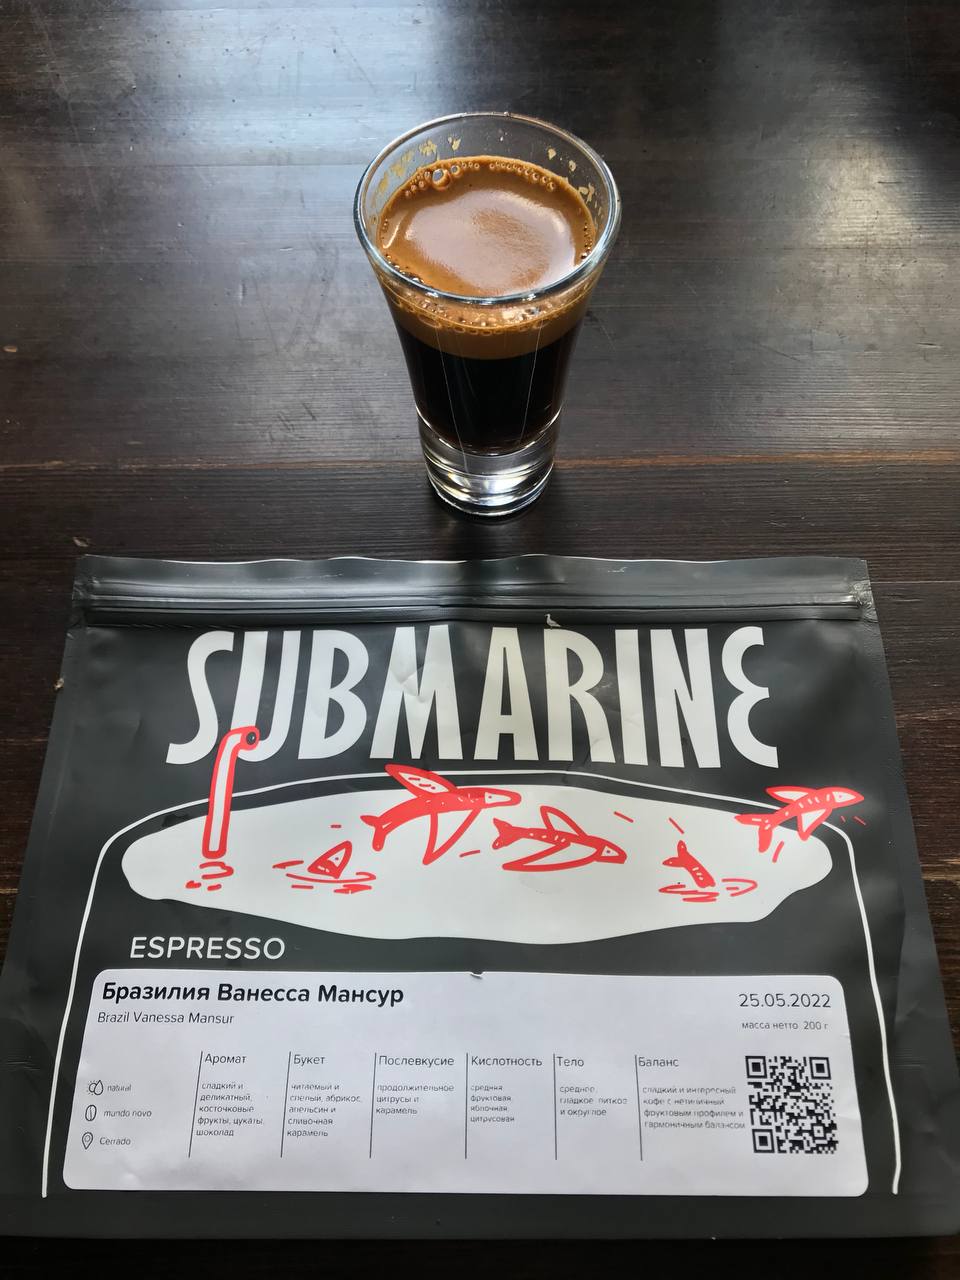 SUBMARINE
ESPRESSO
Бразилия Ванесса Мансур
Brazil Vanessa Mansur
25.05.2022
масса нетто 200 г
natural
mundo novo
Cerrado
Аромат
сладкий и
деликатный,
косточковые
фрукты, цукаты,
шоколад
Букет
читаемый и
спелый, абрикос,
апельсин и
сливочная
карамель
Послевкусие
продолжительное
цитрусы и
карамель
Кислотность
средняя
фруктовая,
яблочная,
цитрусовая
Тело
среднее,
гладкое, питкое
и округлое
Баланс
сладкий и интересный
кофе с нетипичный
фруктовым профилем и
гармоничным балансом